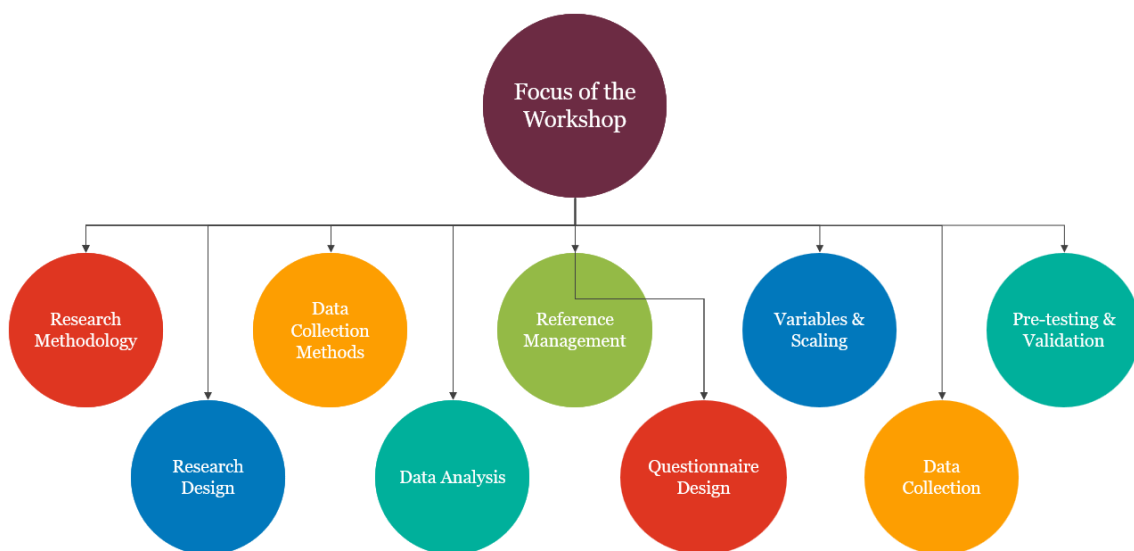 Focus of the
Workshop
Research
Methodology
Data
Collection
Methods
Reference
Management
Variables &
Scaling
Pre-testing &
Validation
Research
Design
Data Analysis
Questionnaire
Design
Data
Collection